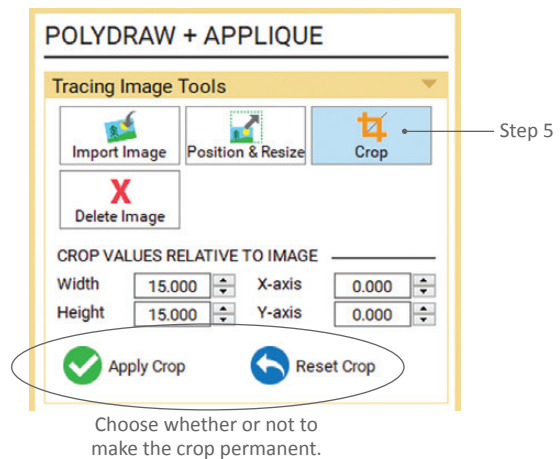 POLYDRAW + APPLIQUE
Tracing Image Tools
Import Image Position & Resize Crop
Step 5
Delete Image
CROP VALUES RELATIVE TO IMAGE
Width 15.000 X-axis 0.000
Height 15.000 Y-axis 0.000
Apply Crop Reset Crop
Choose whether or not to
make the crop permanent.